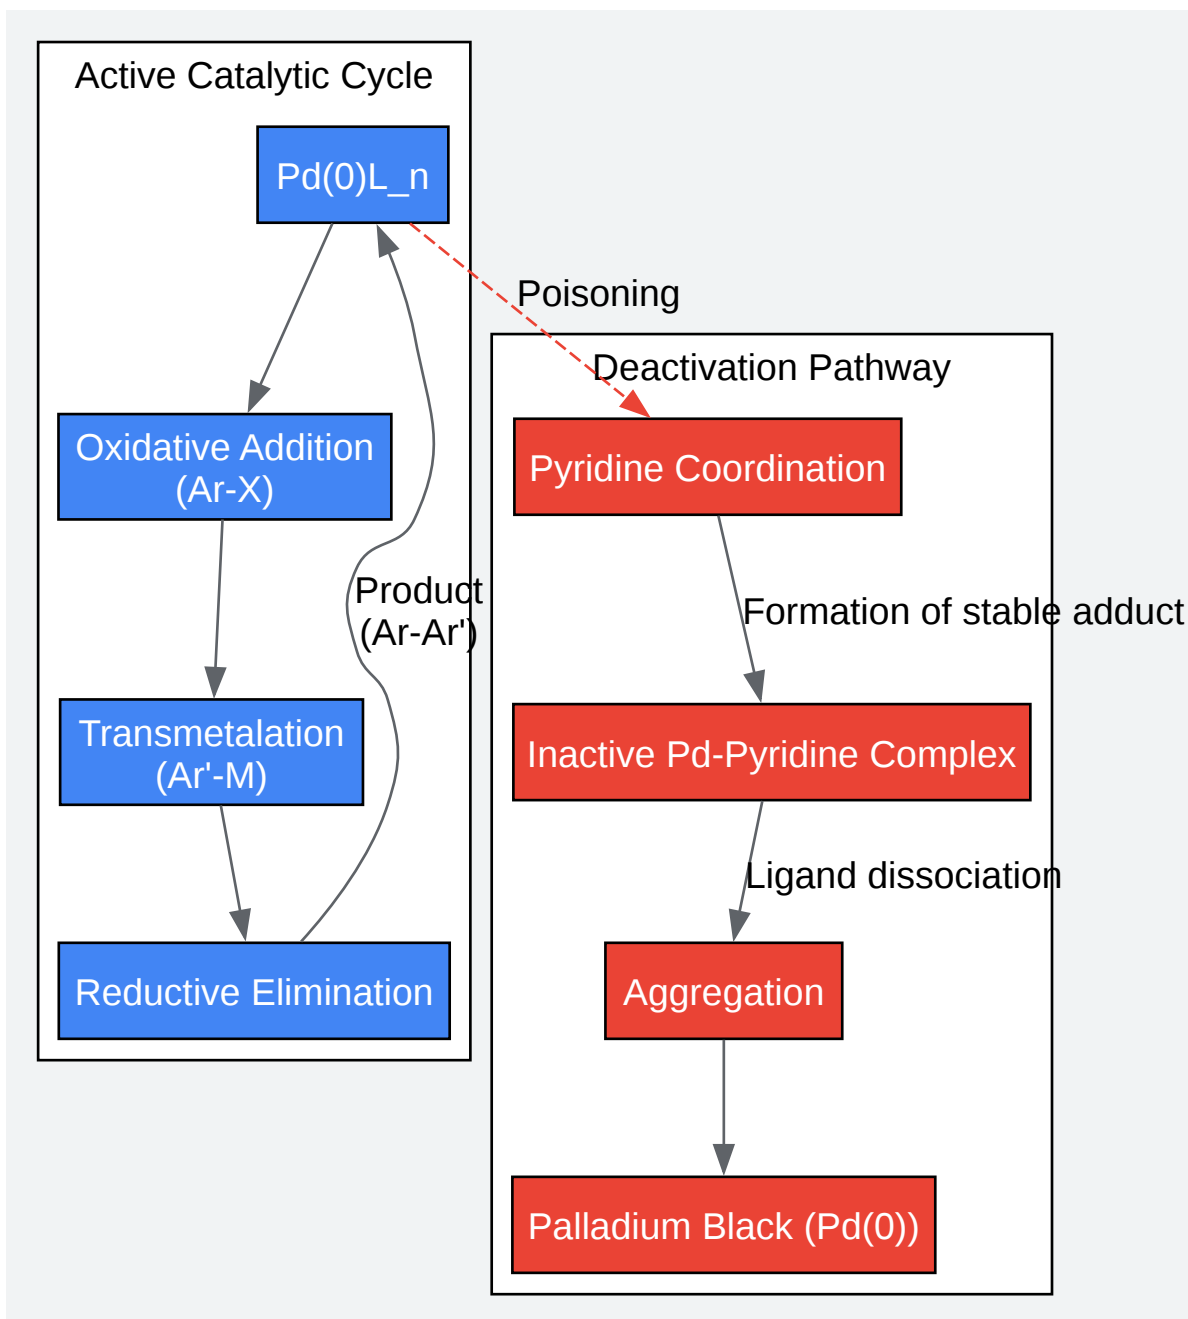 Active Catalytic Cycle
Pd(0)L_n
Poisoning
Deactivation Pathway
Oxidative Addition
(Ar-X)
Pyridine Coordination
Product
(Ar-Ar')
Formation of stable adduct
Transmetalation
(Ar'-M)
Inactive Pd-Pyridine Complex
Ligand dissociation
Reductive Elimination
Aggregation
Palladium Black (Pd(0))